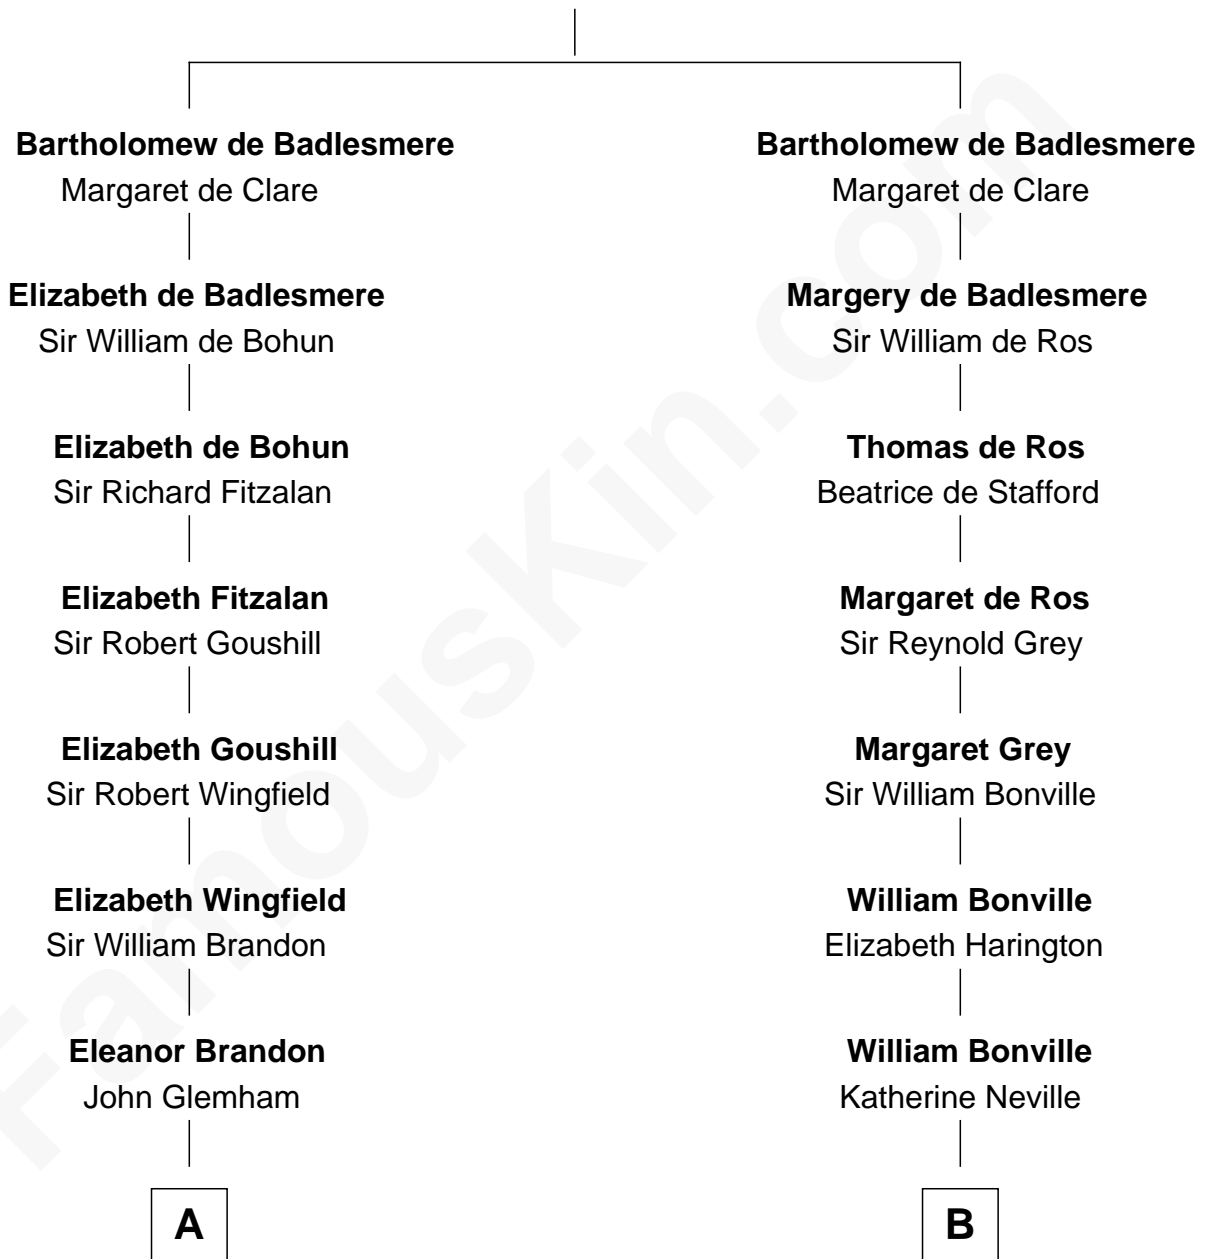 Bartholomew de Badlesmere
Margaret de Clare
Elizabeth de Badlesmere
Sir William de Bohun
Elizabeth de Bohun
Sir Richard Fitzalan
Elizabeth Fitzalan
Sir Robert Goushill
Elizabeth Goushill
Sir Robert Wingfield
Elizabeth Wingfield
Sir William Brandon
Eleanor Brandon
John Glemham
A
Bartholomew de Badlesmere
Margaret de Clare
Margery de Badlesmere
Sir William de Ros
Thomas de Ros
Beatrice de Stafford
Margaret de Ros
Sir Reynold Grey
Margaret Grey
Sir William Bonville
William Bonville
Elizabeth Harington
William Bonville
Katherine Neville
B
FamousKin.com